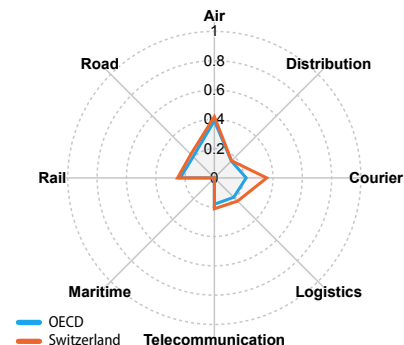 Air
1
Road
0.8
Distribution
0.6
0.4
0.2
Rail
0
Courier
Maritime
Logistics
OECD
Switzerland
Telecommunication